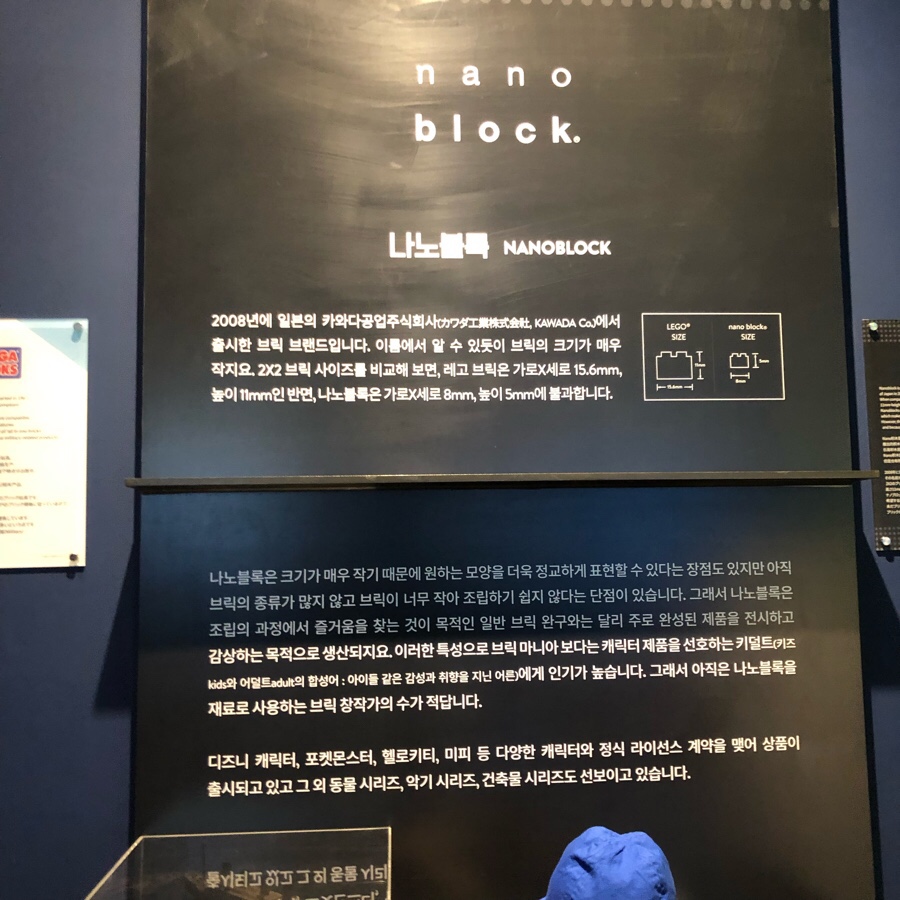 nano
block.
나노블록 NANOBLOCK
2008년에 일본의 카와다공업주식회사(カワダ工業株式会社, KAWADA Co.)에서
출시한 브릭 브랜드입니다. 이름에서 알 수 있듯이 브릭의 크기가 매우
작지요. 2X2 브릭 사이즈를 비교해 보면, 레고 브릭은 가로X세로 15.6mm,
높이 11mm인 반면, 나노블록은 가로X세로 8mm, 높이 5mm에 불과합니다.
LEGO® nano block®
SIZE SIZE
11mm 5mm
15.6mm 8mm
나노블록은 크기가 매우 작기 때문에 원하는 모양을 더욱 정교하게 표현할 수 있다는 장점도 있지만 아직
브릭의 종류가 많지 않고 브릭이 너무 작아 조립하기 쉽지 않다는 단점이 있습니다. 그래서 나노블록은
조립의 과정에서 즐거움을 찾는 것이 목적인 일반 브릭 완구와는 달리 주로 완성된 제품을 전시하고
감상하는 목적으로 생산되지요. 이러한 특성으로 브릭 마니아 보다는 캐릭터 제품을 선호하는 키덜트(키즈
kids와 어덜트adult의 합성어 : 아이들 같은 감성과 취향을 지닌 어른)에게 인기가 높습니다. 그래서 아직은 나노블록을
재료로 사용하는 브릭 창작가의 수가 적답니다.
디즈니 캐릭터, 포켓몬스터, 헬로키티, 미피 등 다양한 캐릭터와 정식 라이선스 계약을 맺어 상품이
출시되고 있고 그 외 동물 시리즈, 악기 시리즈, 건축물 시리즈도 선보이고 있습니다.